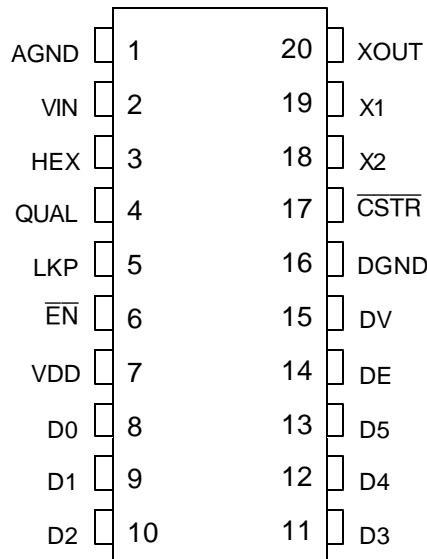 AGND 1 20 XOUT
VIN 2 19 X1
HEX 3 18 X2
QUAL 4 17 C̅S̅T̅R̅
LKP 5 16 DGND
E̅N̅ 6 15 DV
VDD 7 14 DE
D0 8 13 D5
D1 9 12 D4
D2 10 11 D3